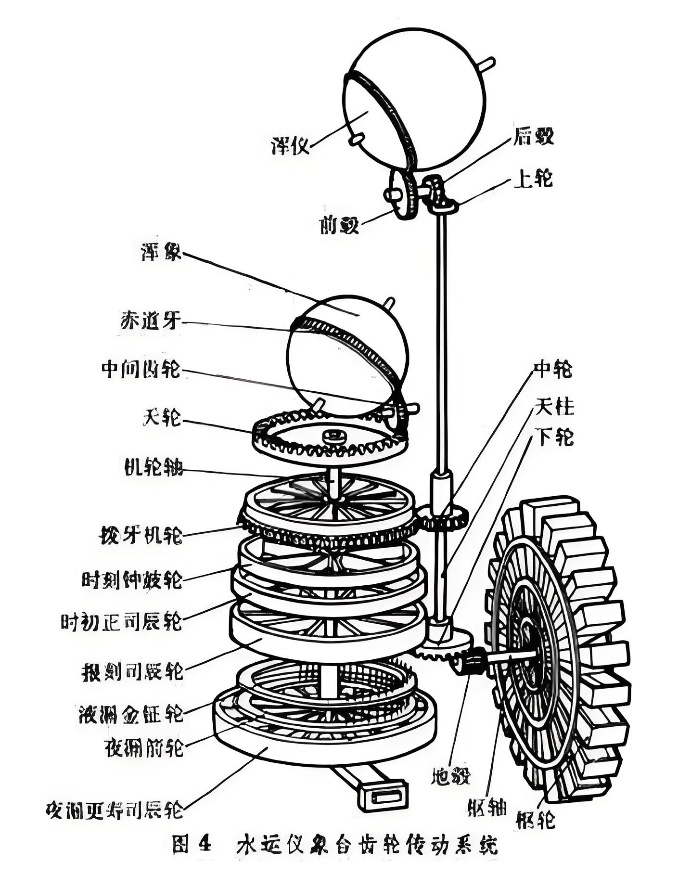 浑仪
后毂
上轮
前毂
浑象
赤道牙
中间齿轮
天轮
机轮轴
拨牙机轮
时刻钟鼓轮
时初正司辰轮
报刻司辰轮
夜漏金钲轮
夜漏箭轮
夜漏更寿司辰轮
中轮
天柱
下轮
地毂
枢轴
枢轮
图4 水运仪象台齿轮传动系统